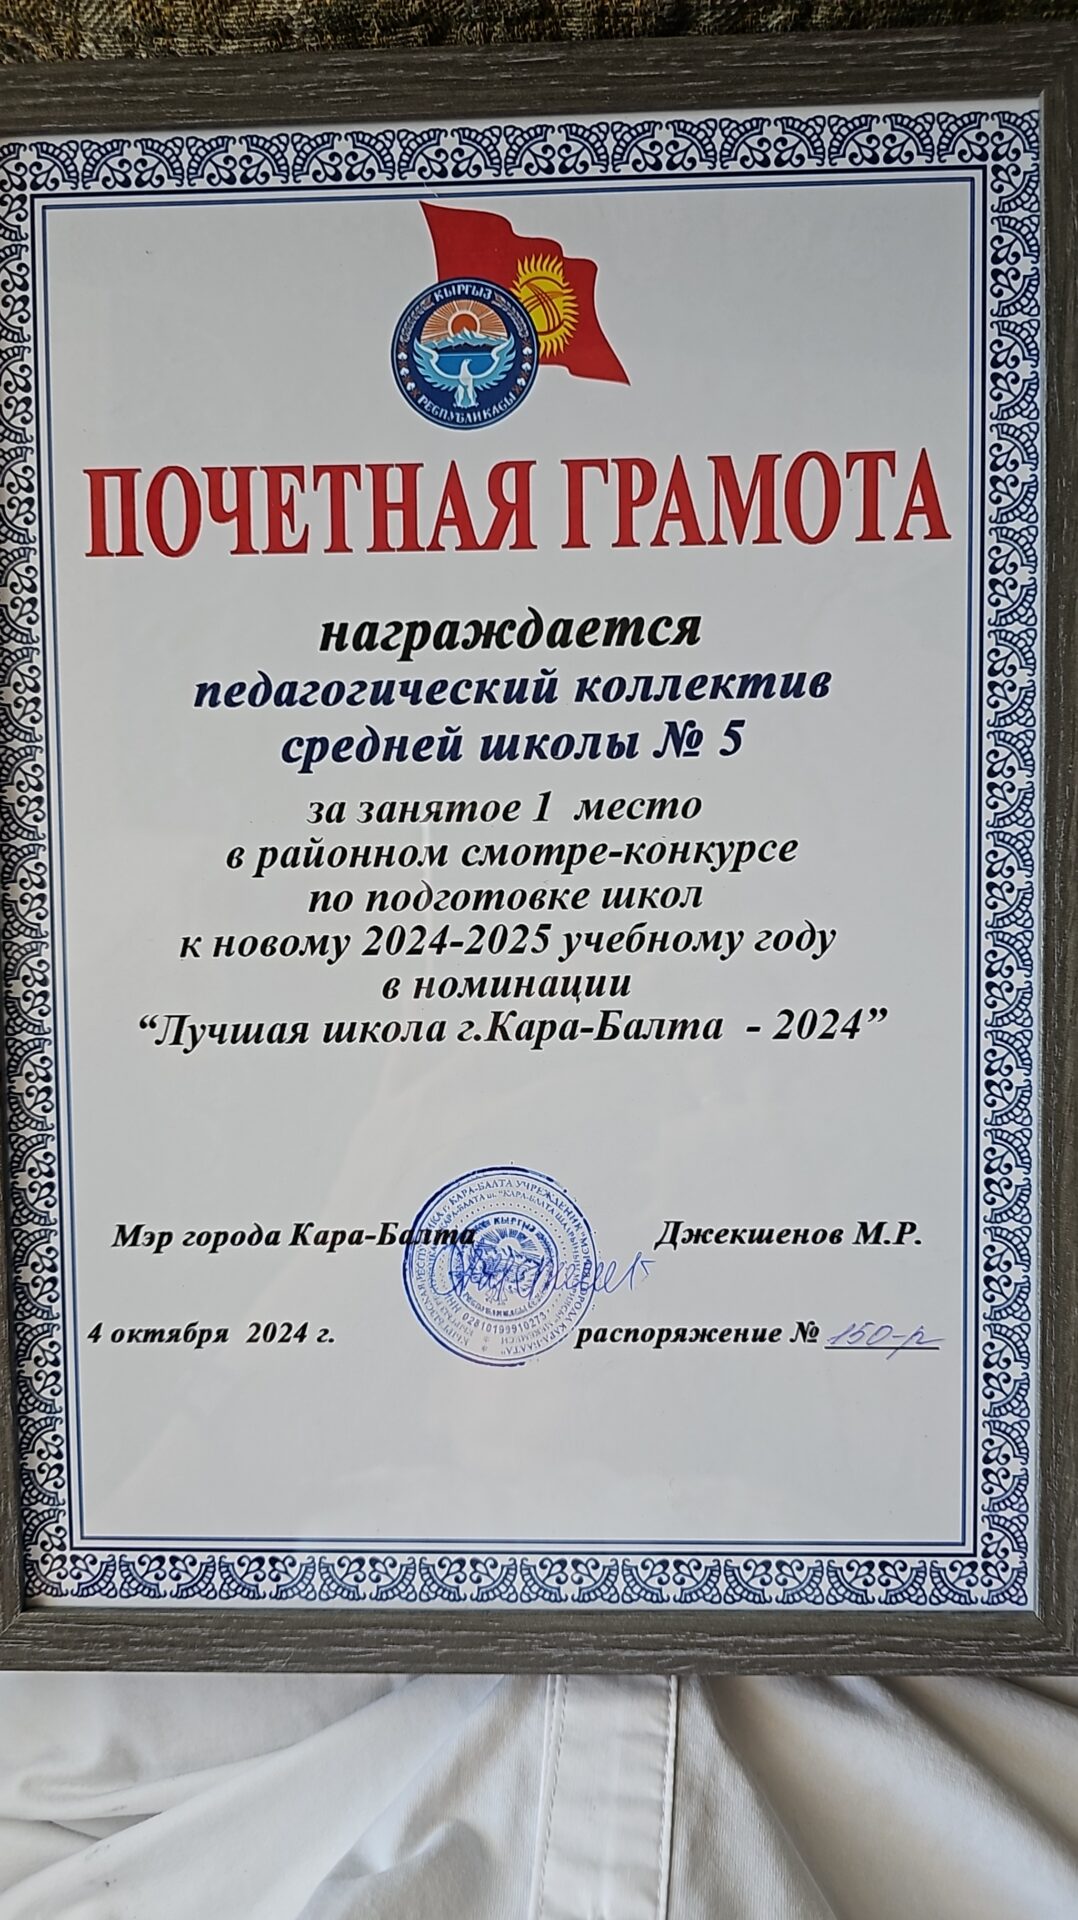 КЫРГЫЗ
РЕСПУБЛИКАСЫ
ПОЧЕТНАЯ ГРАМОТА
награждается
педагогический коллектив
средней школы № 5
за занятое 1 место
в районном смотре-конкурсе
по подготовке школ
к новому 2024-2025 учебному году
в номинации
“Лучшая школа г.Кара-Балта - 2024”
Мэр города Кара-Балта Джекшенов М.Р.
4 октября 2024 г. распоряжение № 150-р